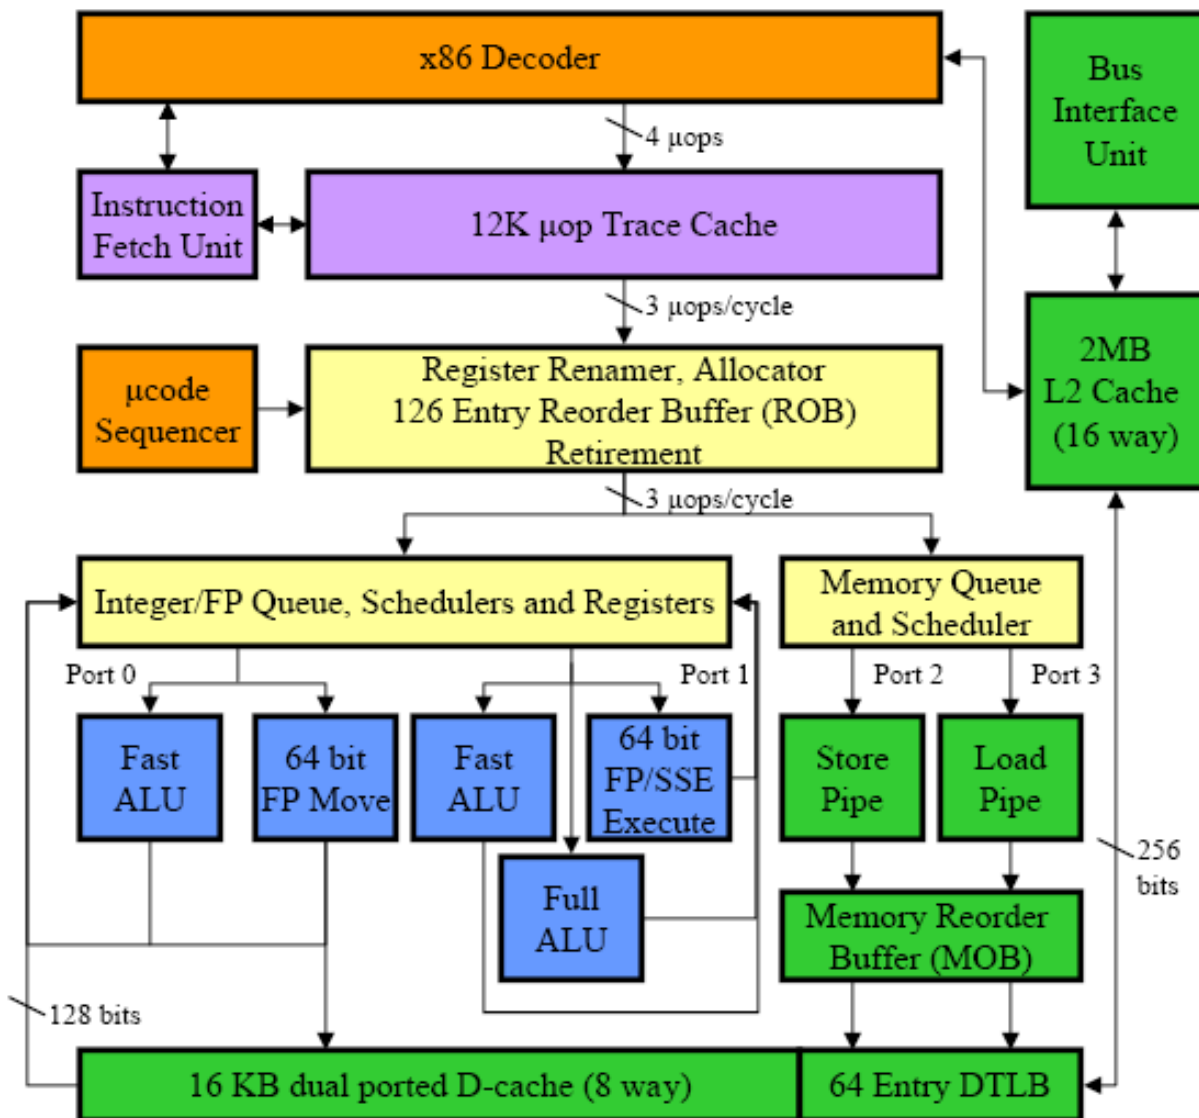 x86 Decoder
Bus
Interface
Unit
4 μops
Instruction
Fetch Unit
12K μop Trace Cache
3 μops/cycle
μcode
Sequencer
Register Renamer, Allocator
126 Entry Reorder Buffer (ROB)
Retirement
2MB
L2 Cache
(16 way)
3 μops/cycle
Integer/FP Queue, Schedulers and Registers
Memory Queue
and Scheduler
Port 0
Port 1
Port 2
Port 3
Fast
ALU
64 bit
FP Move
Fast
ALU
64 bit
FP/SSE
Execute
Store
Pipe
Load
Pipe
256
bits
Full
ALU
Memory Reorder
Buffer (MOB)
128 bits
16 KB dual ported D-cache (8 way)
64 Entry DTLB